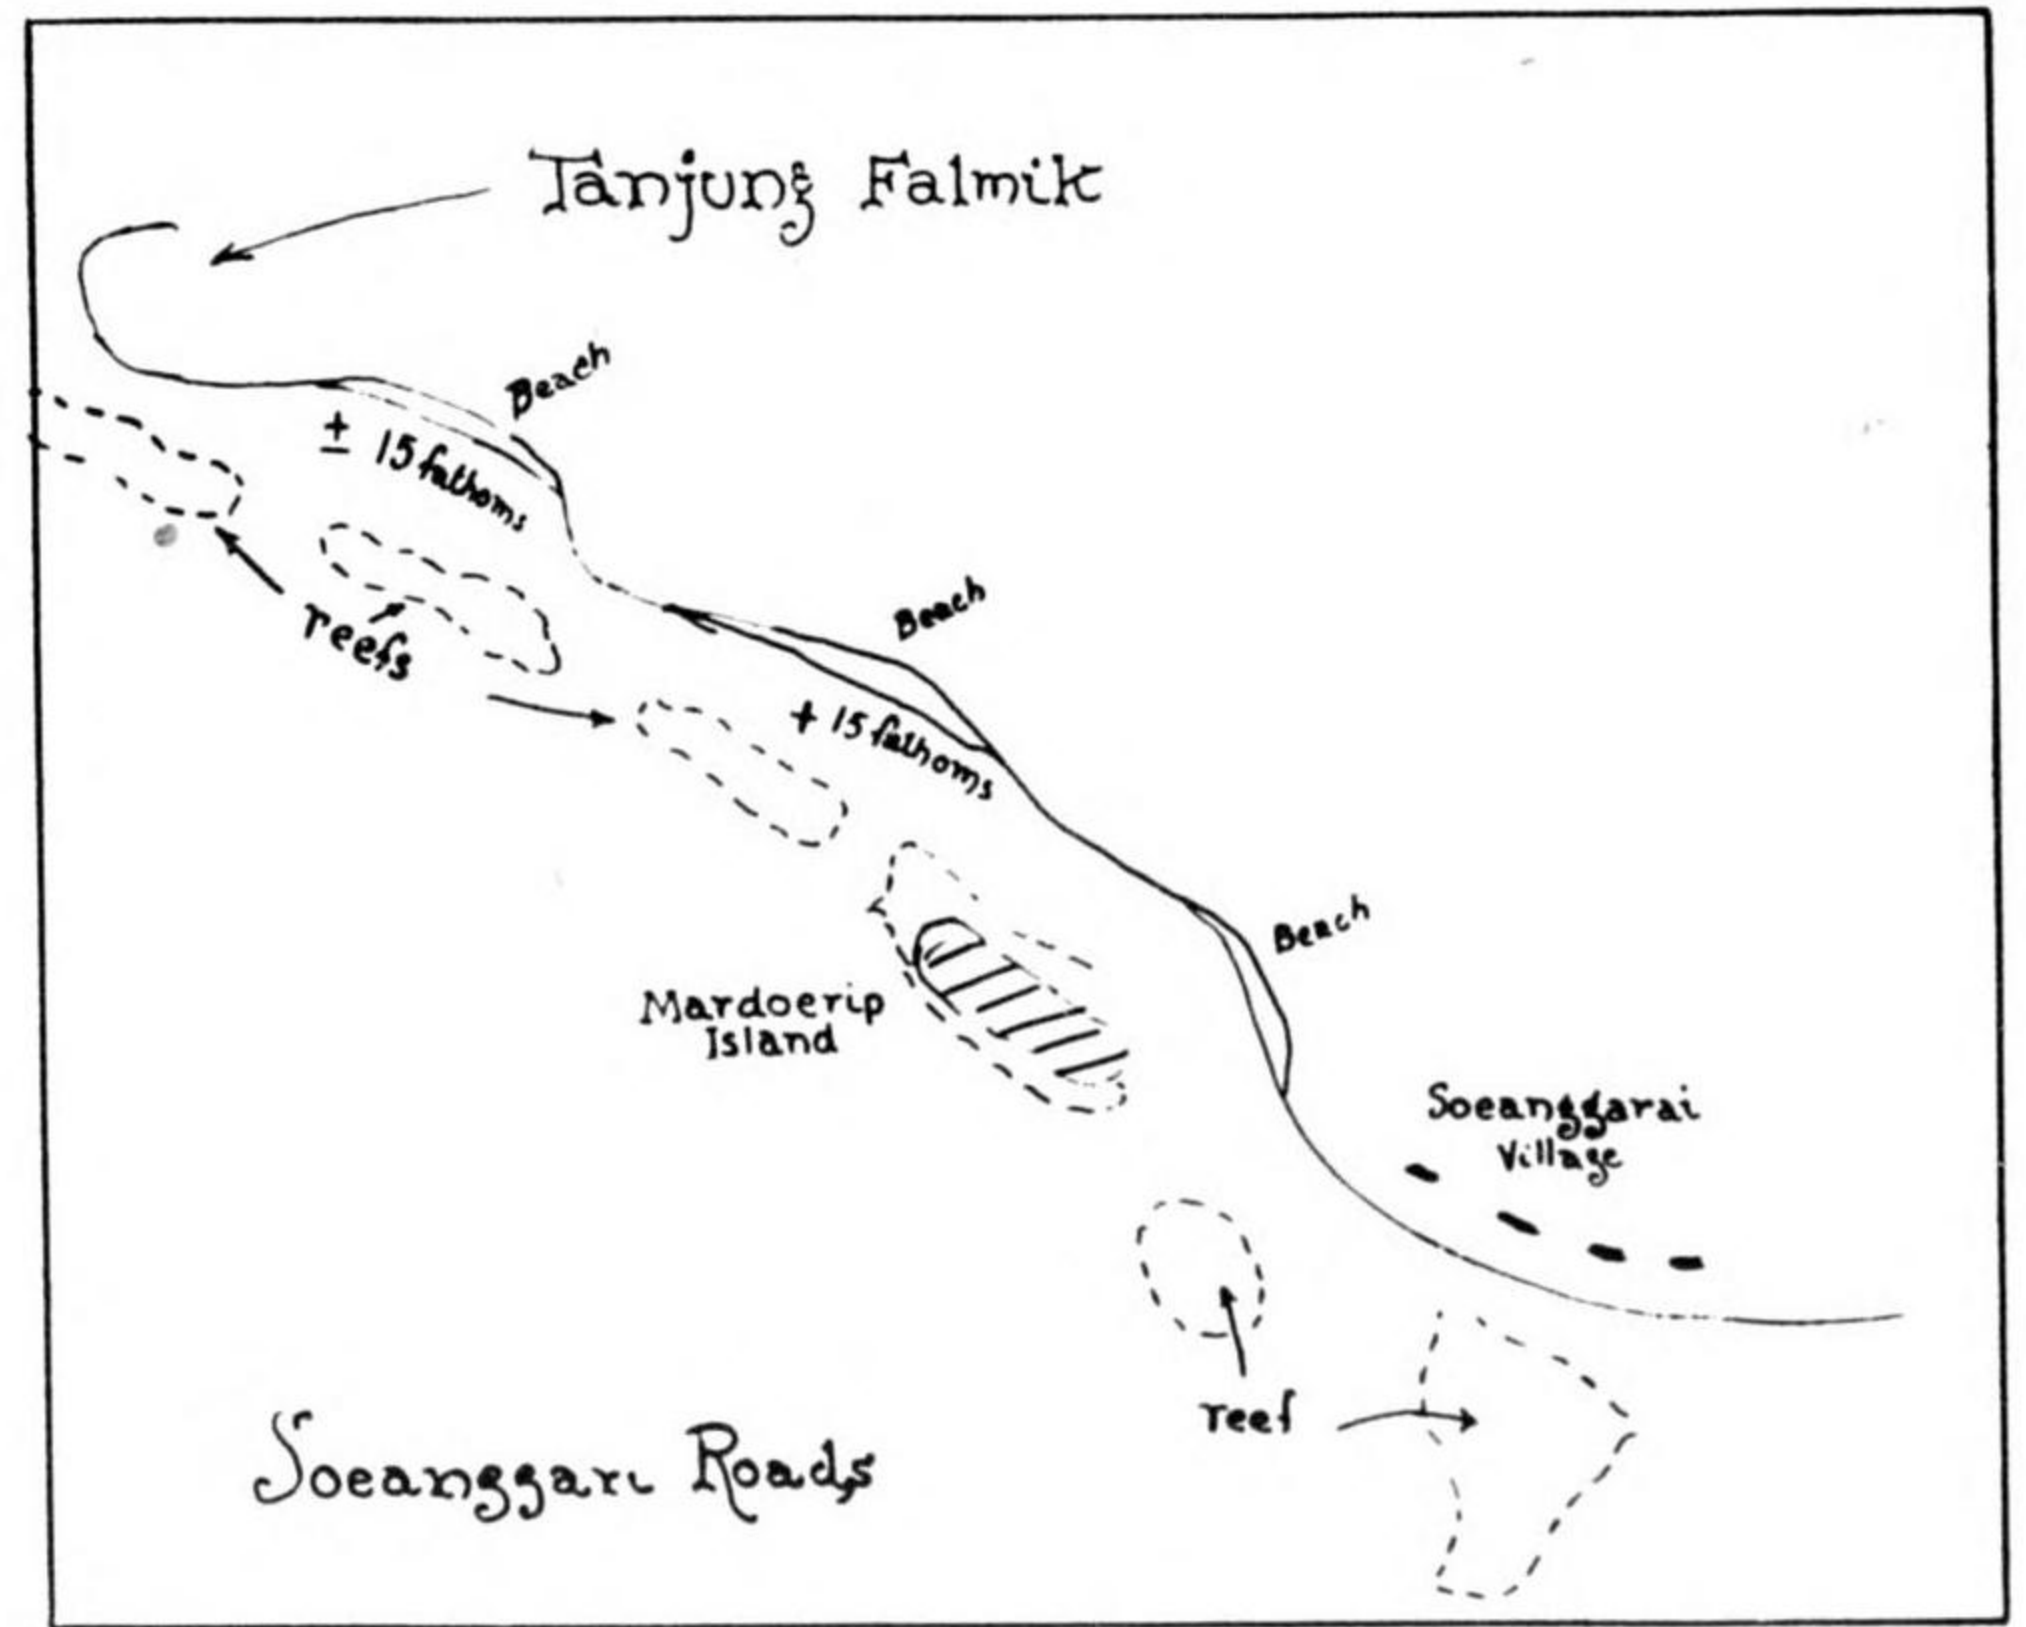 Tanjung Falmik
Beach
± 15 fathoms
reefs
Beach
+ 15 fathoms
Beach
Mardoerip
Island
Soeanggarai
Village
reef
Soeanggari Roads